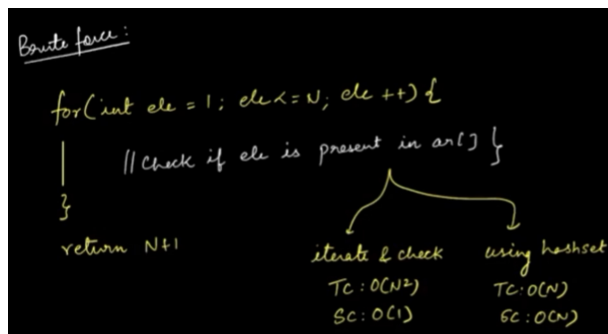 Brute force:
for(int ele = 1; ele <= N; ele ++) {
// Check if ele is present in ar[] }
}
return N+1
iterate & check
TC: O(N²)
SC: O(1)
using hashset
TC: O(N)
SC: O(N)